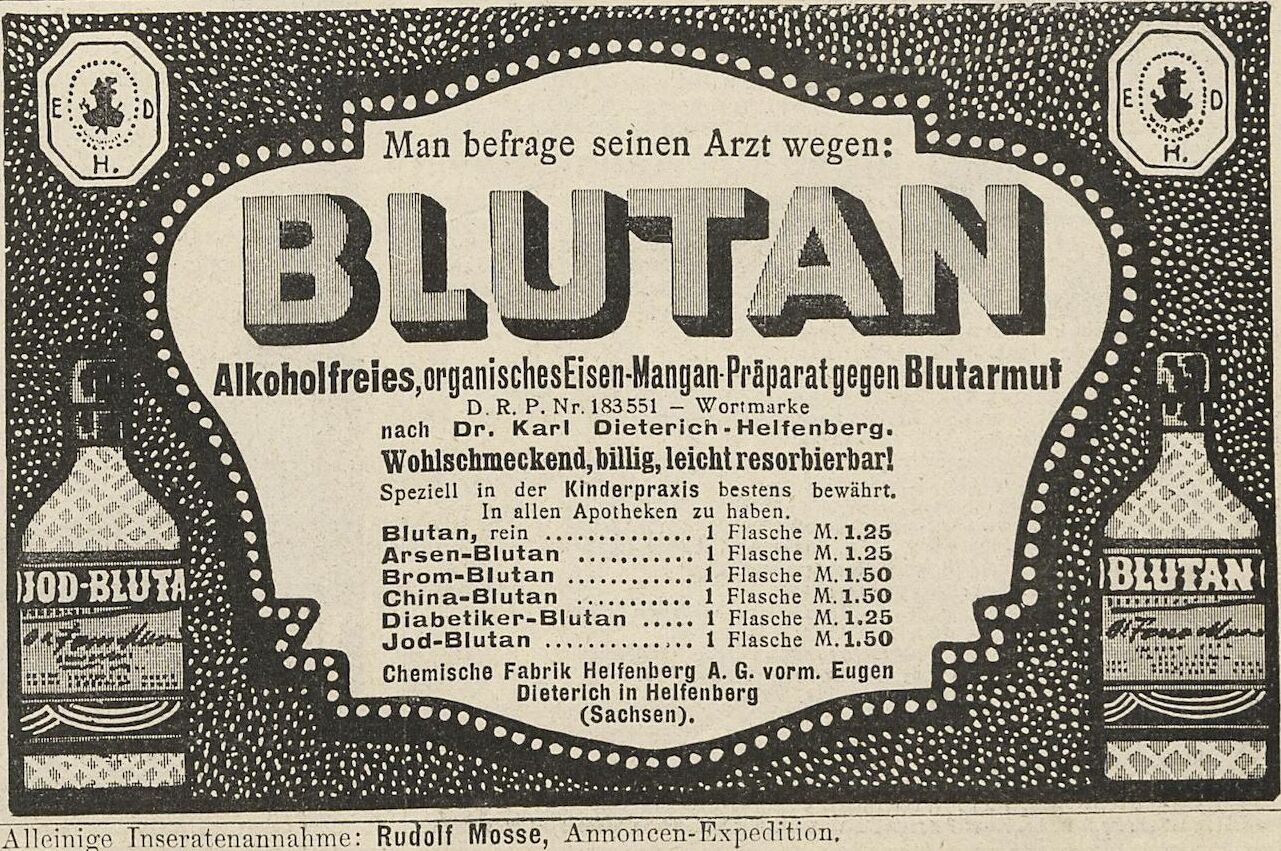 E D
H.
E D
H.
Man befrage seinen Arzt wegen:
BLUTAN
Alkoholfreies, organisches Eisen-Mangan-Präparat gegen Blutarmut
D. R. P. Nr. 183551 — Wortmarke
nach Dr. Karl Dieterich-Helfenberg.
Wohlschmeckend, billig, leicht resorbierbar!
Speziell in der Kinderpraxis bestens bewährt.
In allen Apotheken zu haben.
Blutan, rein .............. 1 Flasche M. 1.25
Arsen-Blutan ........... 1 Flasche M. 1.25
Brom-Blutan ............ 1 Flasche M. 1.50
China-Blutan ........... 1 Flasche M. 1.50
Diabetiker-Blutan ..... 1 Flasche M. 1.25
Jod-Blutan .............. 1 Flasche M. 1.50
Chemische Fabrik Helfenberg A. G. vorm. Eugen
Dieterich in Helfenberg
(Sachsen).
JOD-BLUTA
BLUTAN
Alleinige Inseratenannahme: Rudolf Mosse, Annoncen-Expedition.